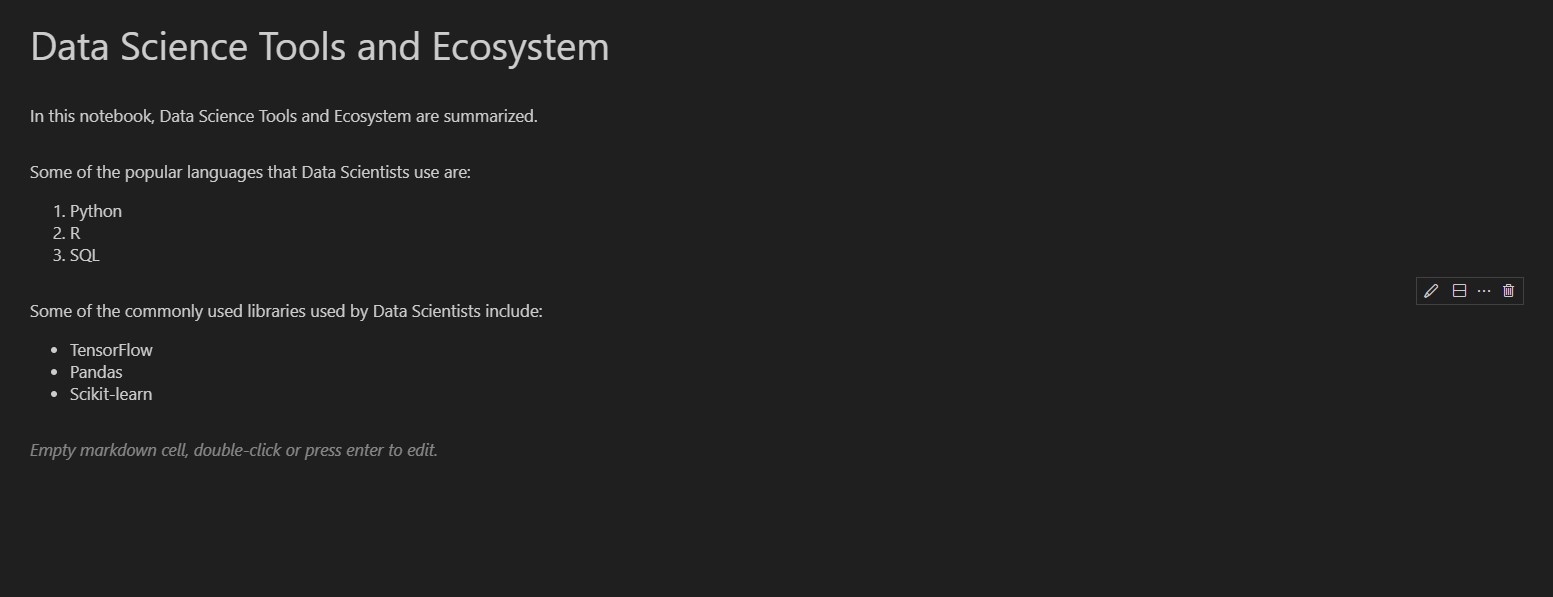 Data Science Tools and Ecosystem
In this notebook, Data Science Tools and Ecosystem are summarized.
Some of the popular languages that Data Scientists use are:
1. Python
2. R
3. SQL
Some of the commonly used libraries used by Data Scientists include:
• TensorFlow
• Pandas
• Scikit-learn
Empty markdown cell, double-click or press enter to edit.